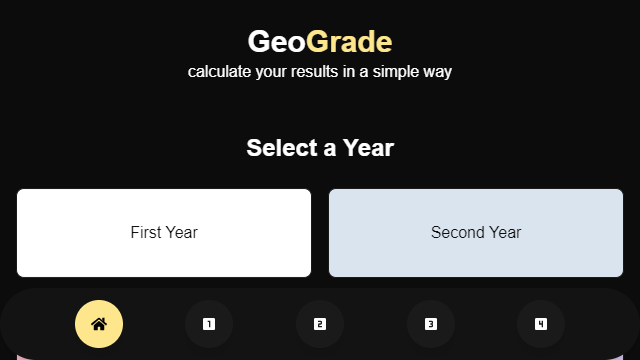 GeoGrade
calculate your results in a simple way
Select a Year
First Year
Second Year
1
2
3
4